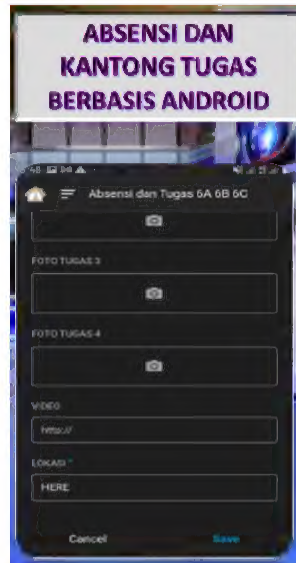 ABSENSI DAN
KANTONG TUGAS
BERBASIS ANDROID
Absensi dan Tugas 6A 6B 6C
FOTO TUGAS 3
FOTO TUGAS 4
VIDEO
http://
LOKASI *
HERE
Cancel Save